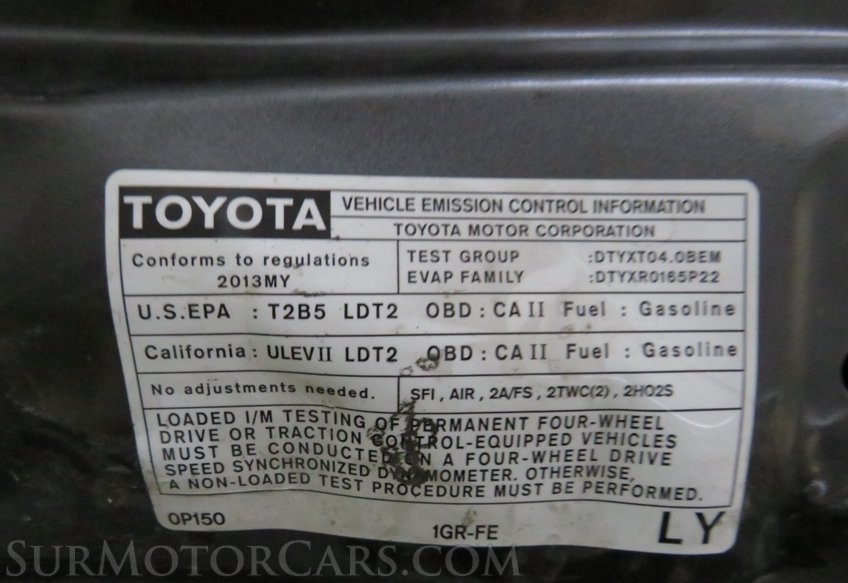 TOYOTA
VEHICLE EMISSION CONTROL INFORMATION
TOYOTA MOTOR CORPORATION
Conforms to regulations
2013MY
TEST GROUP :DTYXT04.0BEM
EVAP FAMILY :DTYXR0165P22
U.S.EPA : T2B5 LDT2 OBD : CA II Fuel : Gasoline
California : ULEVII LDT2 OBD : CA II Fuel : Gasoline
No adjustments needed.
SFI , AIR , 2A/FS , 2TWC(2) , 2HO2S
LOADED I/M TESTING OF PERMANENT FOUR-WHEEL
DRIVE OR TRACTION CONTROL-EQUIPPED VEHICLES
MUST BE CONDUCTED ON A FOUR-WHEEL DRIVE
SPEED SYNCHRONIZED DYNAMOMETER. OTHERWISE,
A NON-LOADED TEST PROCEDURE MUST BE PERFORMED.
0P150 1GR-FE LY
SurMotorCars.com